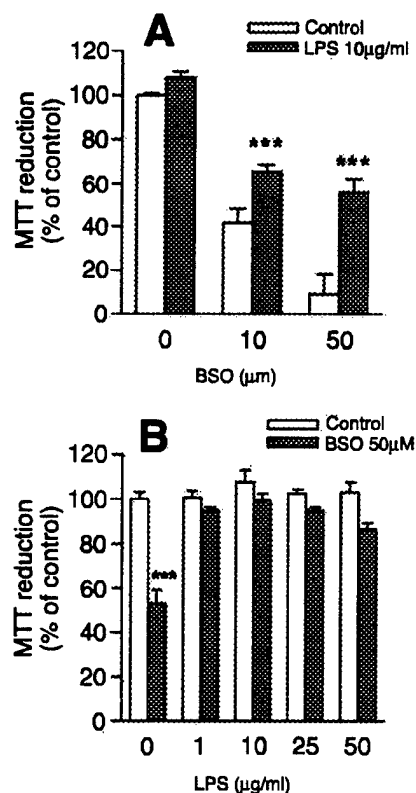 A
Control
LPS 10µg/ml
MTT reduction
(% of control)
120
100
80
60
40
20
0
***
***
0 10 50
BSO (µm)
B
Control
BSO 50µM
MTT reduction
(% of control)
120
100
80
60
40
20
0
***
0 1 10 25 50
LPS (µg/ml)